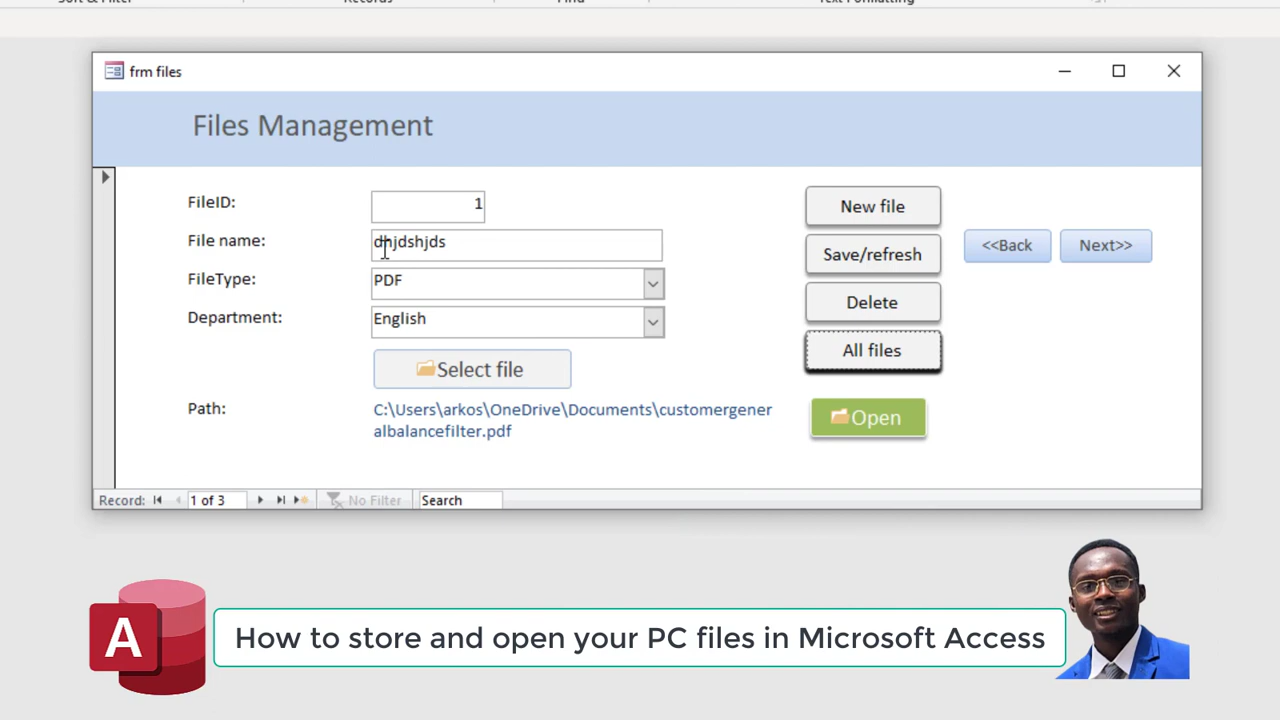 Sort & Filter Records Find Text Formatting
frm files
Files Management
FileID: 1
File name: dhjdshjds
FileType: PDF
Department: English
Select file
Path: C:\Users\arkos\OneDrive\Documents\customergener
albalancefilter.pdf
New file
Save/refresh
Delete
All files
Open
<<Back Next>>
Record: 1 of 3 No Filter Search
A
How to store and open your PC files in Microsoft Access